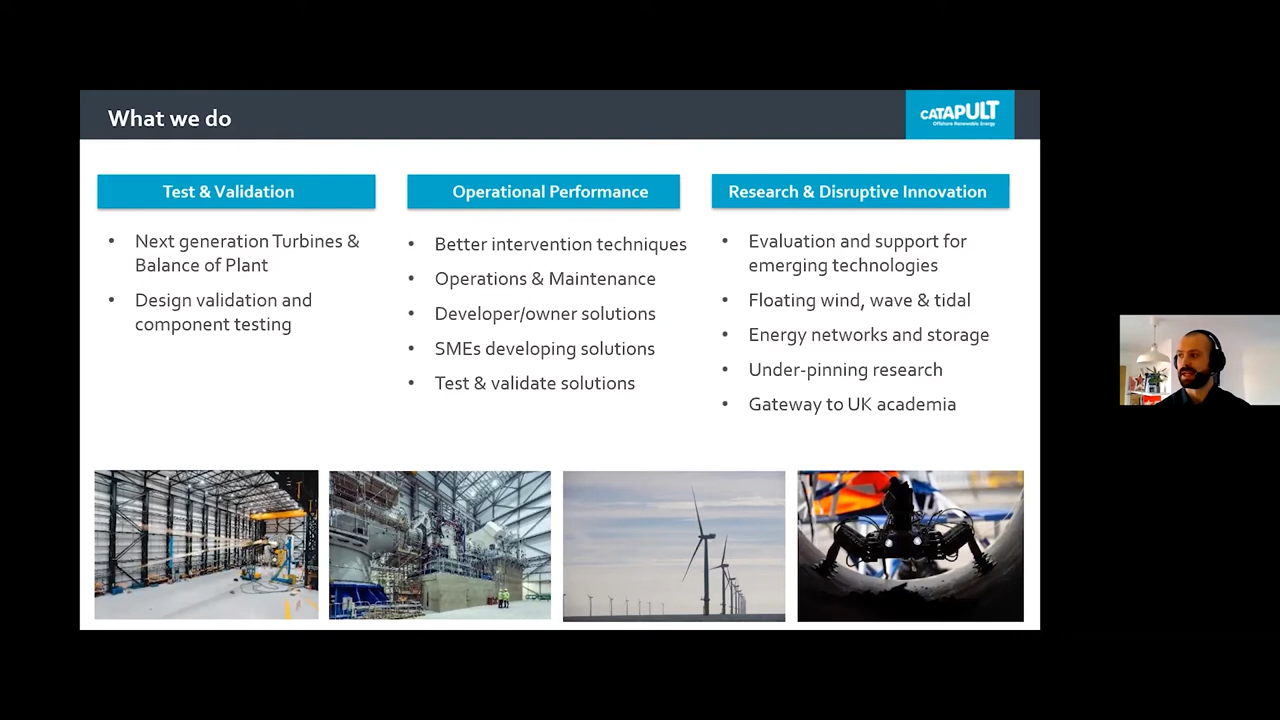 What we do
CATAPULT
Offshore Renewable Energy
Test & Validation
Next generation Turbines &
Balance of Plant
Design validation and
component testing
Operational Performance
Better intervention techniques
Operations & Maintenance
Developer/owner solutions
SMEs developing solutions
Test & validate solutions
Research & Disruptive Innovation
Evaluation and support for
emerging technologies
Floating wind, wave & tidal
Energy networks and storage
Under-pinning research
Gateway to UK academia